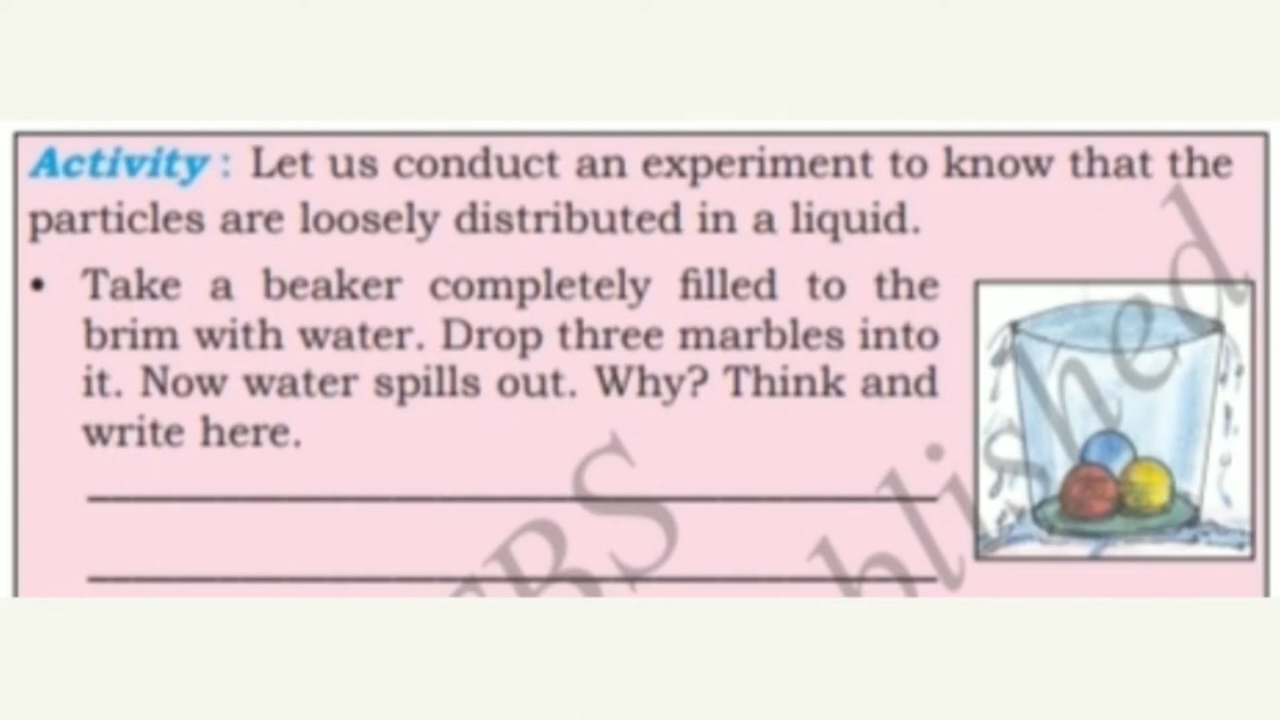 Activity : Let us conduct an experiment to know that the
particles are loosely distributed in a liquid.
• Take a beaker completely filled to the
brim with water. Drop three marbles into
it. Now water spills out. Why? Think and
write here.
TBS
blished